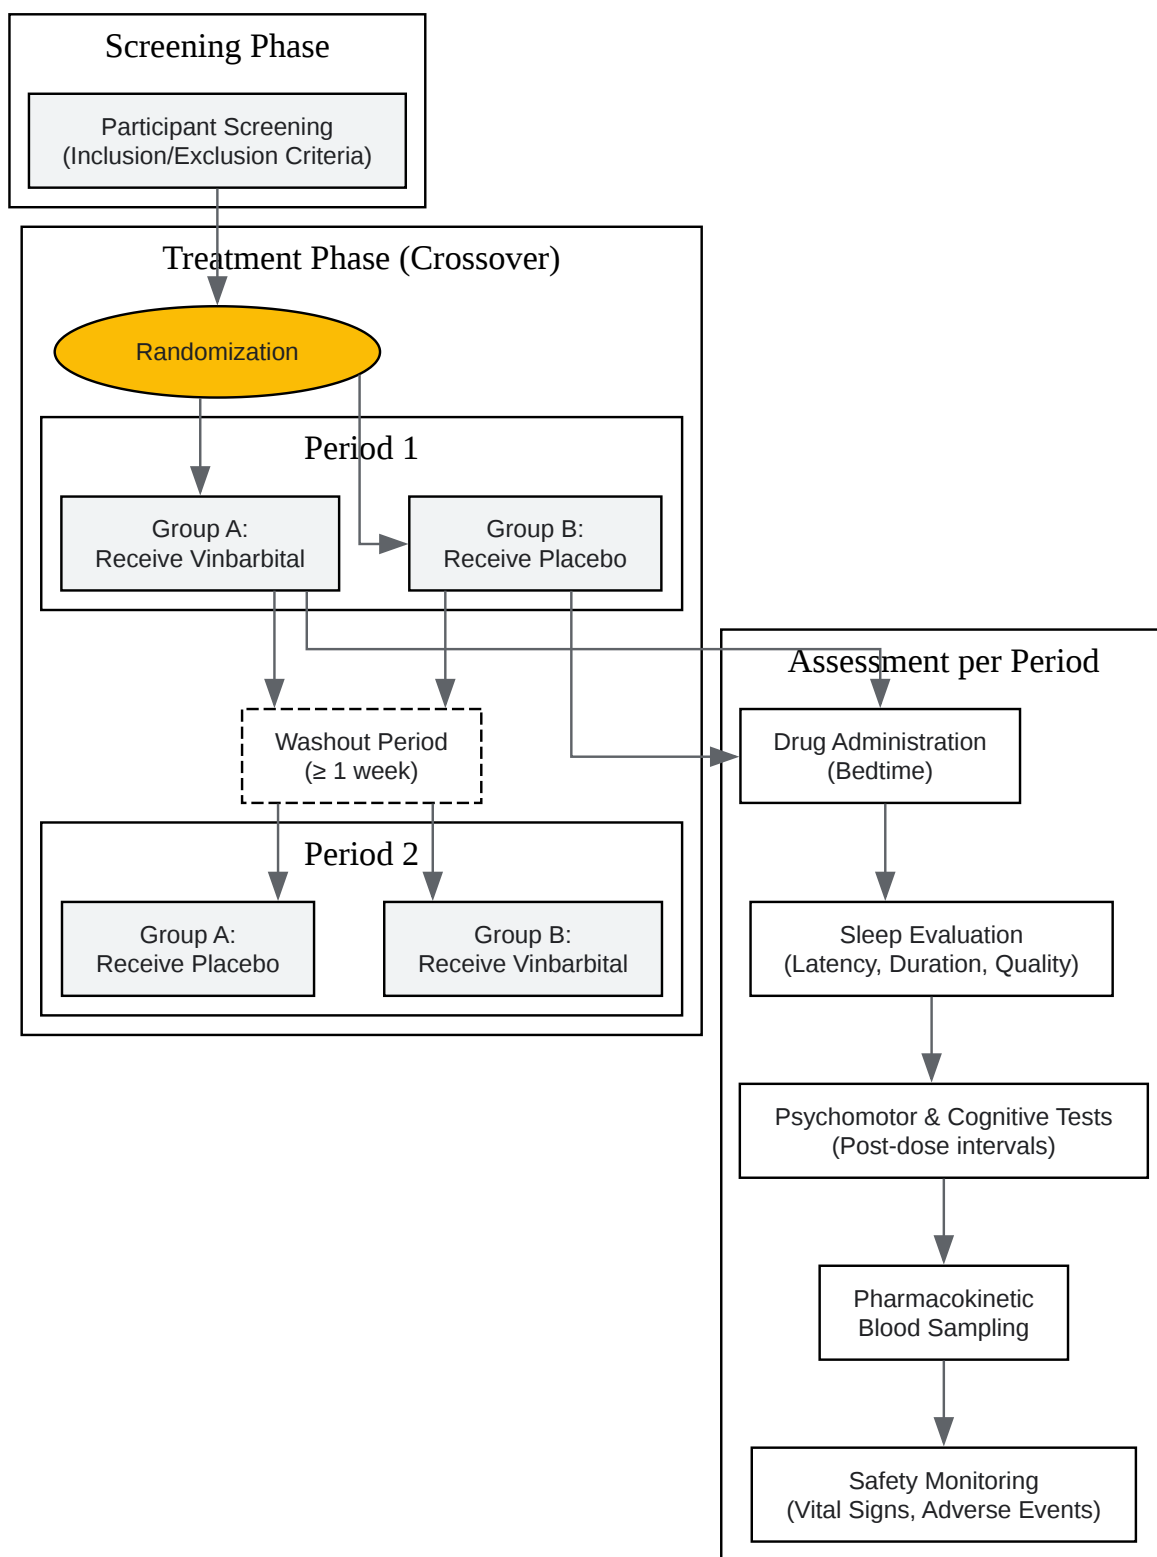 Screening Phase
Participant Screening
(Inclusion/Exclusion Criteria)
Treatment Phase (Crossover)
Randomization
Period 1
Group A:
Receive Vinbarbital
Group B:
Receive Placebo
Washout Period
(≥ 1 week)
Period 2
Group A:
Receive Placebo
Group B:
Receive Vinbarbital
Assessment per Period
Drug Administration
(Bedtime)
Sleep Evaluation
(Latency, Duration, Quality)
Psychomotor & Cognitive Tests
(Post-dose intervals)
Pharmacokinetic
Blood Sampling
Safety Monitoring
(Vital Signs, Adverse Events)